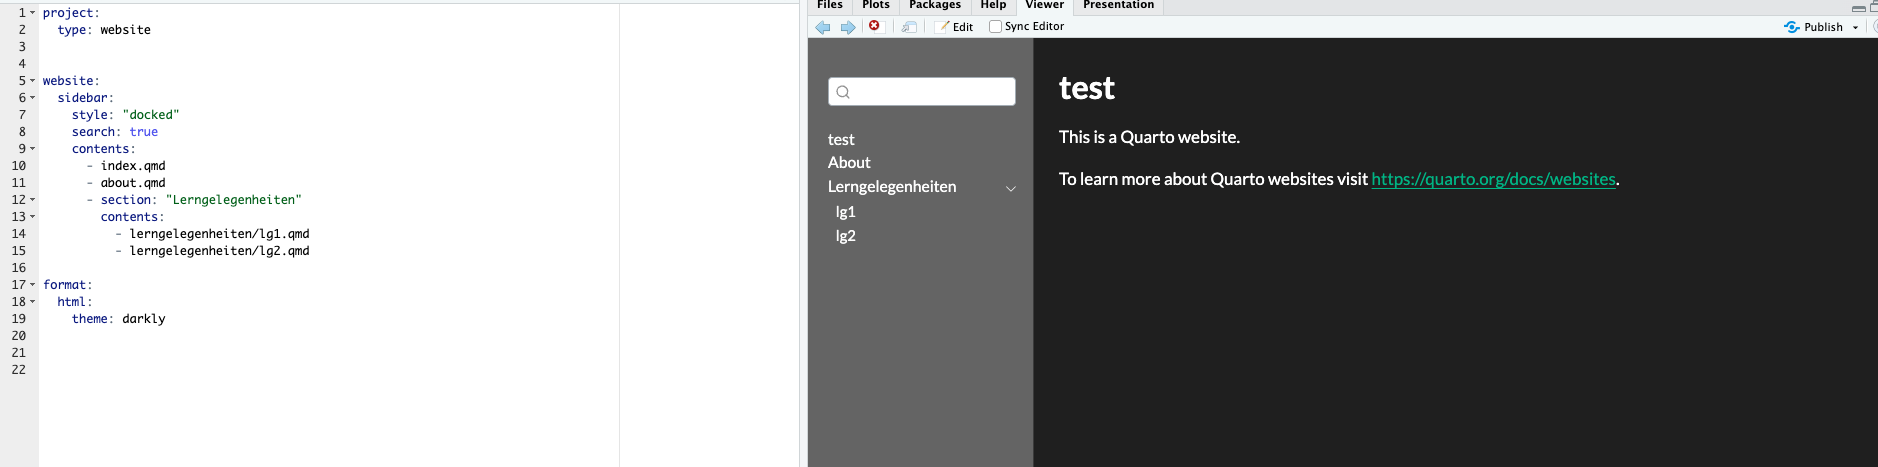 1 project:
2 type: website
3
4
5 website:
6 sidebar:
7 style: "docked"
8 search: true
9 contents:
10 - index.qmd
11 - about.qmd
12 - section: "Lerngelegenheiten"
13 contents:
14 - lerngelegenheiten/lg1.qmd
15 - lerngelegenheiten/lg2.qmd
16
17 format:
18 html:
19 theme: darkly
20
21
22
Files Plots Packages Help Viewer Presentation
Edit Sync Editor Publish
test
About
Lerngelegenheiten
lg1
lg2
test
This is a Quarto website.
To learn more about Quarto websites visit https://quarto.org/docs/websites.